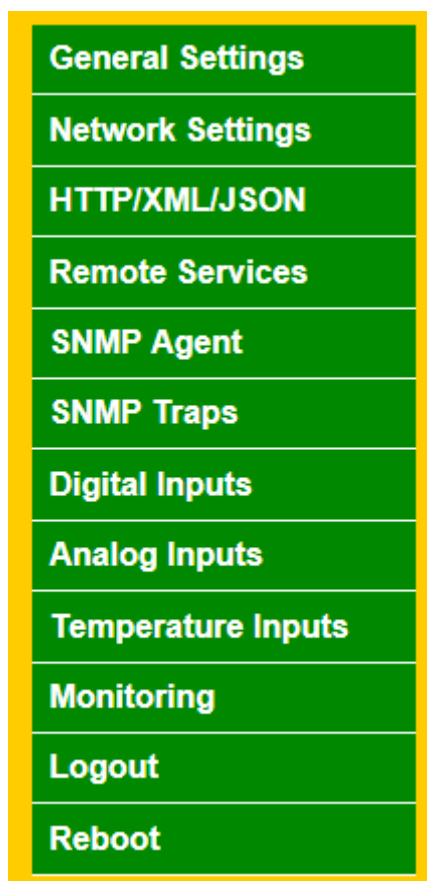 General Settings
Network Settings
HTTP/XML/JSON
Remote Services
SNMP Agent
SNMP Traps
Digital Inputs
Analog Inputs
Temperature Inputs
Monitoring
Logout
Reboot